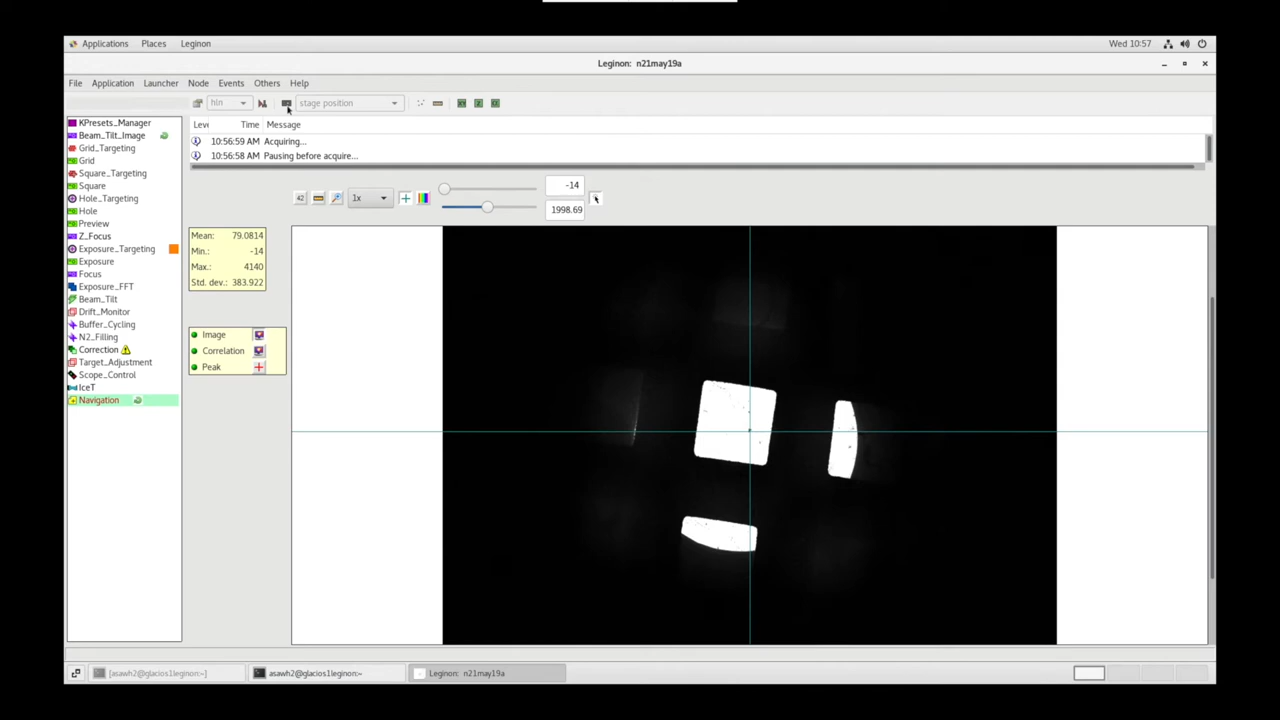 Applications Places Leginon Wed 10:57
Leginon: n21may19a
File Application Launcher Node Events Others Help
hln stage position
KPresets_Manager
Beam_Tilt_Image
Grid_Targeting
Grid
Square_Targeting
Square
Hole_Targeting
Hole
Preview
Z_Focus
Exposure_Targeting
Exposure
Focus
Exposure_FFT
Beam_Tilt
Drift_Monitor
Buffer_Cycling
N2_Filling
Correction
Target_Adjustment
Scope_Control
IceT
Navigation
Leve Time Message
10:56:59 AM Acquiring...
10:56:58 AM Pausing before acquire...
42 1x -14
1998.69
Mean: 79.0814
Min.: -14
Max.: 4140
Std. dev.: 383.922
Image
Correlation
Peak
[asawh2@glacios1leginon:~] asawh2@glacios1leginon:~ Leginon: n21may19a